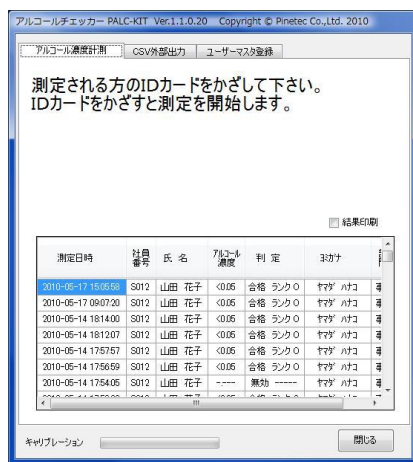 アルコールチェッカー PALC-KIT Ver.1.1.0.20 Copyright © Pinetec Co.,Ltd. 2010
アルコール濃度計測 CSV外部出力 ユーザーマスタ登録
測定される方のIDカードをかざして下さい。
IDカードをかざすと測定を開始します。
結果印刷
測定日時 社員番号 氏 名 アルコール濃度 判 定 ヨミガナ
2010-05-17 15:05:58 S012 山田 花子 <0.05 合格 ランク0 ヤマダ ハナコ 事
2010-05-17 09:07:20 S012 山田 花子 <0.05 合格 ランク0 ヤマダ ハナコ 事
2010-05-14 18:14:00 S012 山田 花子 <0.05 合格 ランク0 ヤマダ ハナコ 事
2010-05-14 18:12:07 S012 山田 花子 <0.05 合格 ランク0 ヤマダ ハナコ 事
2010-05-14 17:57:57 S012 山田 花子 <0.05 合格 ランク0 ヤマダ ハナコ 事
2010-05-14 17:56:59 S012 山田 花子 <0.05 合格 ランク0 ヤマダ ハナコ 事
2010-05-14 17:54:05 S012 山田 花子 -.--- 無効 ----- ヤマダ ハナコ 事
キャリブレーション 閉じる